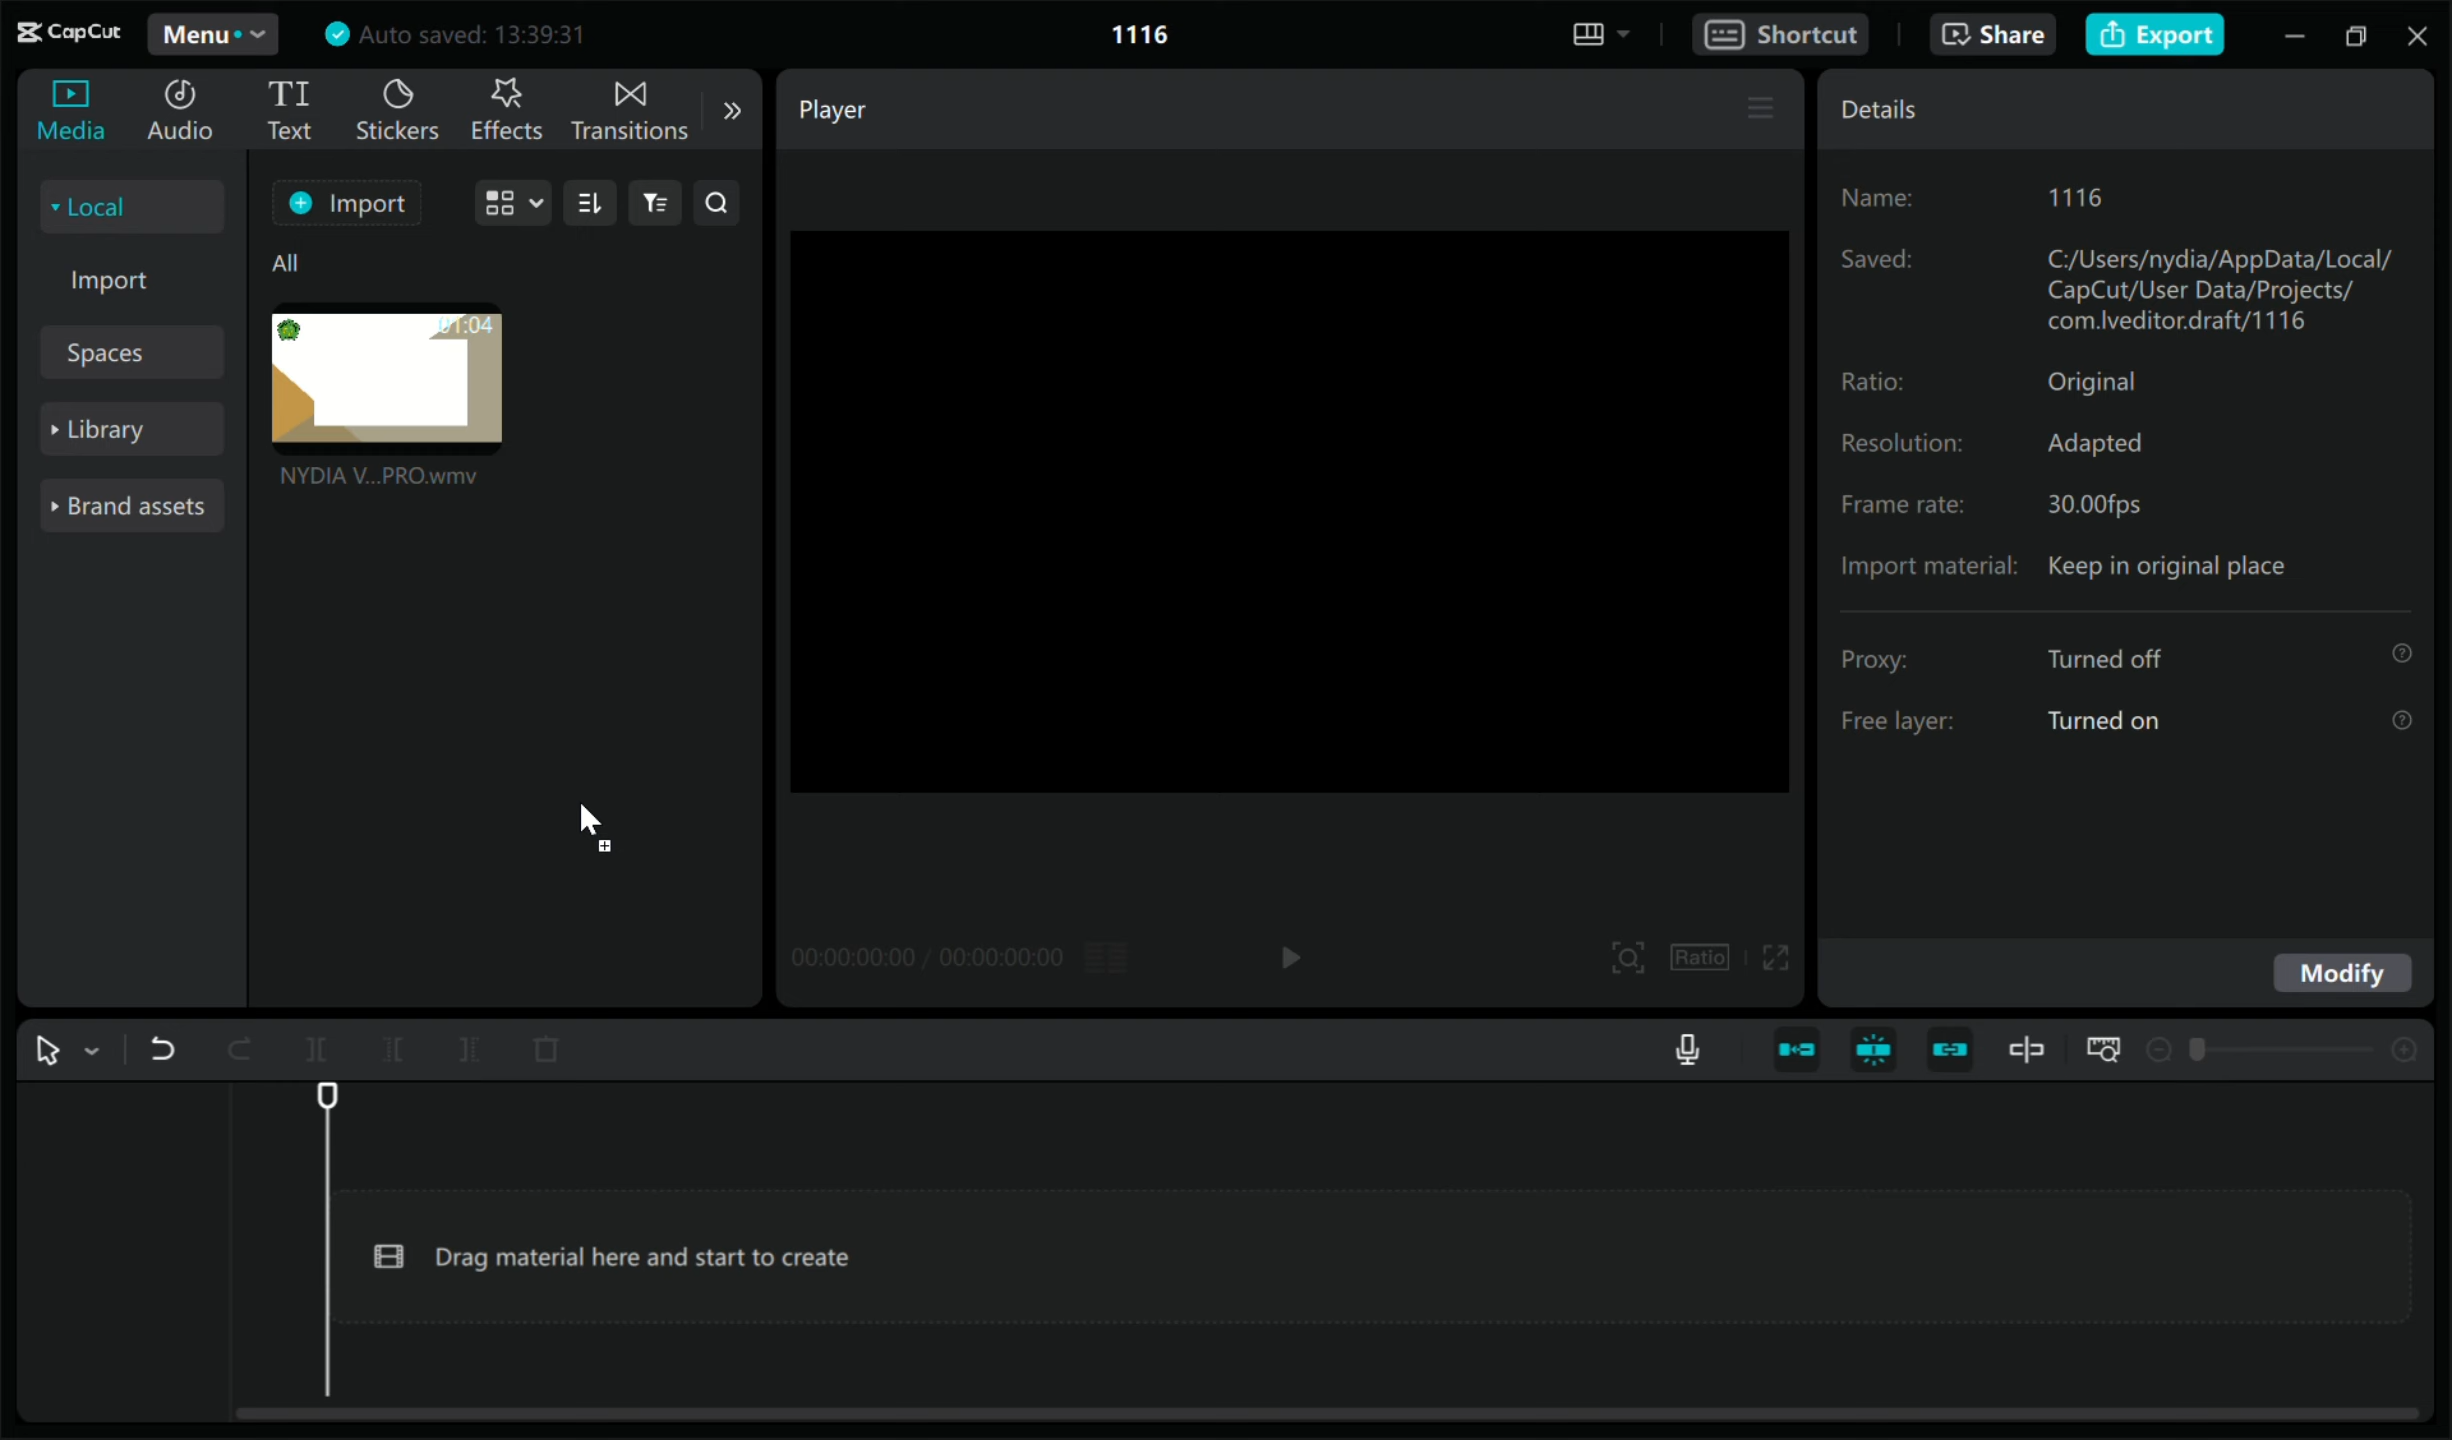 CapCut
Menu
Auto saved: 13:39:31
1116
Shortcut
Share
Export
Media
Audio
TI
Text
Stickers
Effects
Transitions
Player
Details
Local
Import
Spaces
Library
Brand assets
Import
All
01:04
NYDIA V...PRO.wmv
Name: 1116
Saved: C:/Users/nydia/AppData/Local/
CapCut/User Data/Projects/
com.lveditor.draft/1116
Ratio: Original
Resolution: Adapted
Frame rate: 30.00fps
Import material: Keep in original place
Proxy: Turned off
Free layer: Turned on
00:00:00:00 / 00:00:00:00
Ratio
Modify
Drag material here and start to create